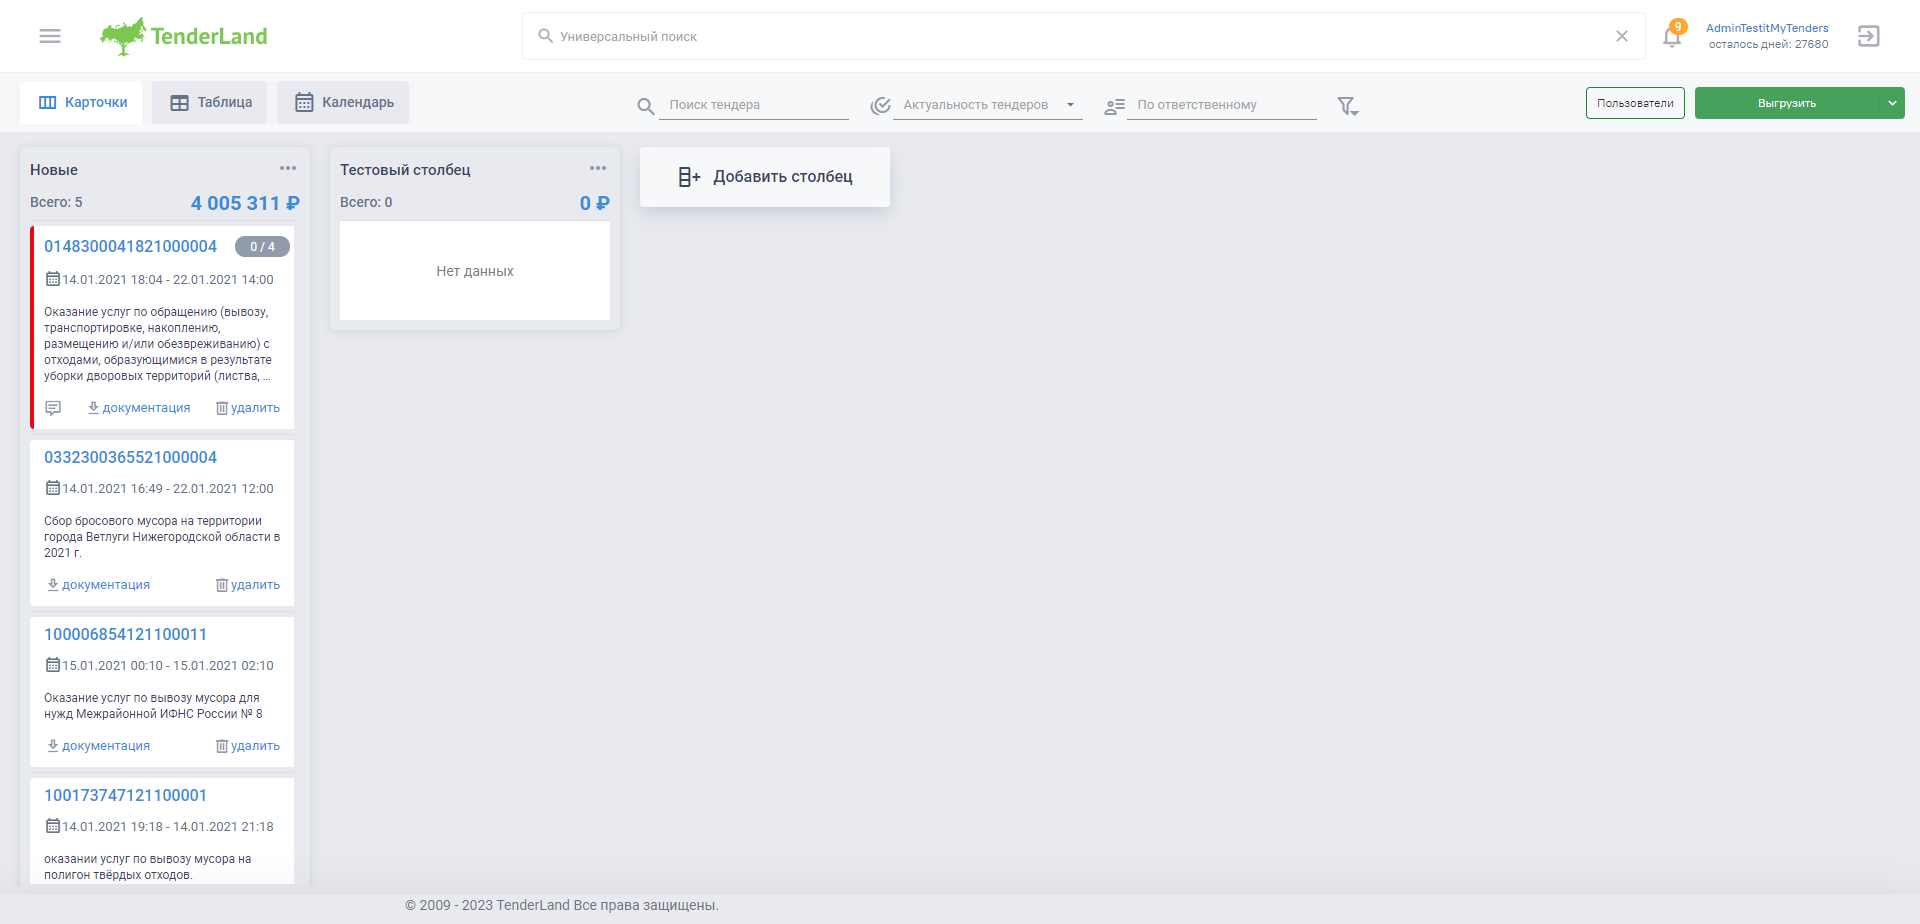 TenderLand
Универсальный поиск
9
AdminTestitMyTenders
осталось дней: 27680
Карточки
Таблица
Календарь
Поиск тендера
Актуальность тендеров
По ответственному
Пользователи
Выгрузить
Новые
Всего: 5
4 005 311 ₽
0148300041821000004
0 / 4
14.01.2021 18:04 - 22.01.2021 14:00
Оказание услуг по обращению (вывозу,
транспортировке, накоплению,
размещению и/или обезвреживанию) с
отходами, образующимися в результате
уборки дворовых территорий (листва, ...
документация
удалить
0332300365521000004
14.01.2021 16:49 - 22.01.2021 12:00
Сбор бросового мусора на территории
города Ветлуги Нижегородской области в
2021 г.
документация
удалить
100006854121100011
15.01.2021 00:10 - 15.01.2021 02:10
Оказание услуг по вывозу мусора для
нужд Межрайонной ИФНС России № 8
документация
удалить
100173747121100001
14.01.2021 19:18 - 14.01.2021 21:18
оказании услуг по вывозу мусора на
полигон твёрдых отходов.
Тестовый столбец
Всего: 0
0 ₽
Нет данных
Добавить столбец
© 2009 - 2023 TenderLand Все права защищены.